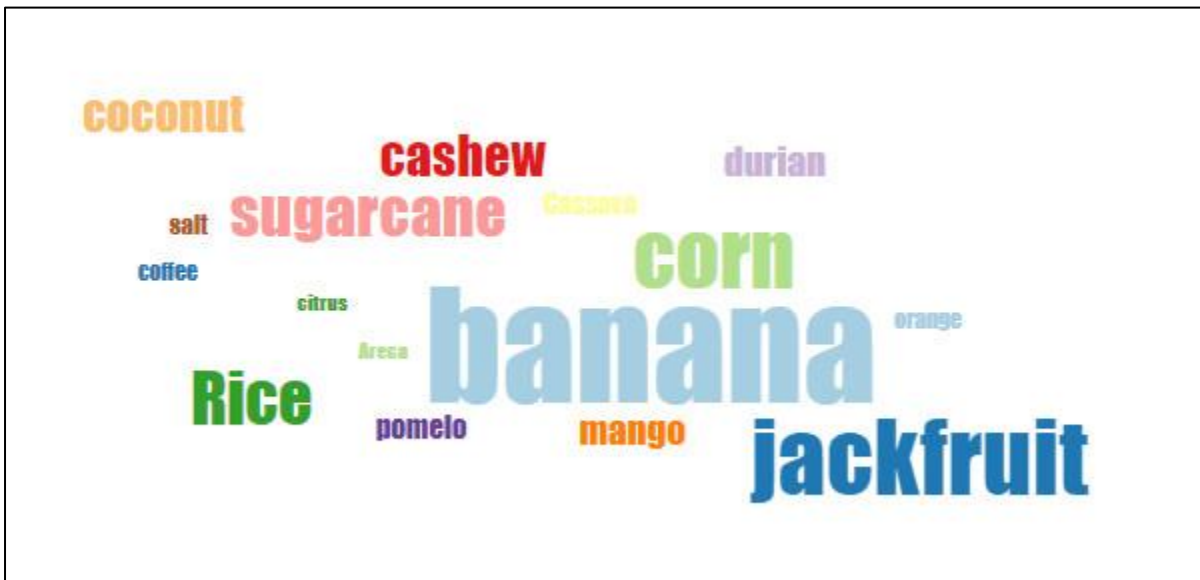 coconut
cashew
durian
sugarcane
Cassava
salt
corn
coffee
banana
citrus
orange
Areca
Rice
pomelo
mango
jackfruit